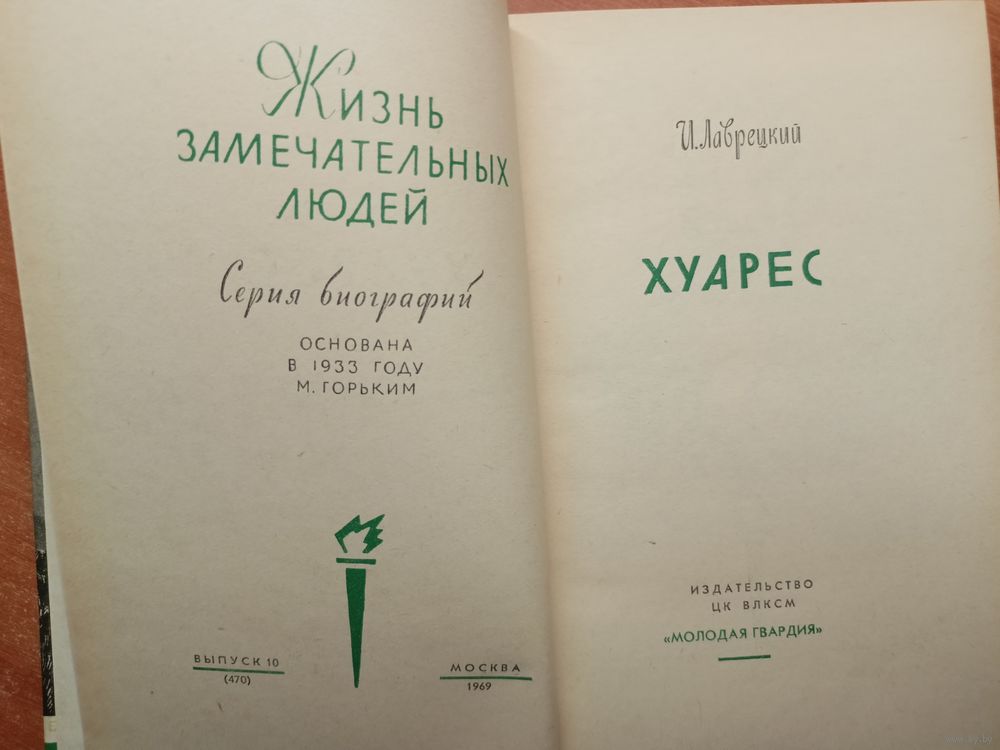 Жизнь
ЗАМЕЧАТЕЛЬНЫХ
ЛЮДЕЙ
Серия биографий
ОСНОВАНА
В 1933 ГОДУ
М. ГОРЬКИМ
ВЫПУСК 10
(470)
МОСКВА
1969
И. Лаврецкий
ХУАРЕС
ИЗДАТЕЛЬСТВО
ЦК ВЛКСМ
«МОЛОДАЯ ГВАРДИЯ»